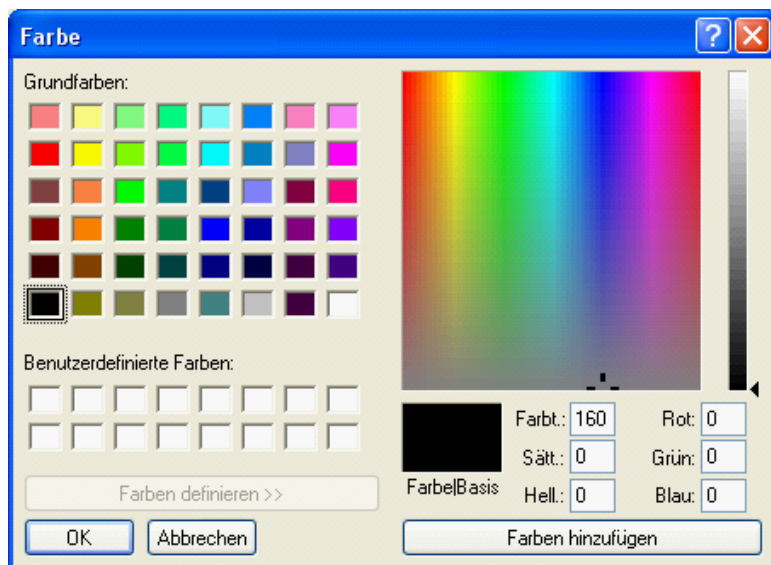 Farbe
Grundfarben:
Benutzerdefinierte Farben:
Farben definieren >>
OK
Abbrechen
Farbe|Basis
Farbt.: 160
Sätt.: 0
Hell.: 0
Rot: 0
Grün: 0
Blau: 0
Farben hinzufügen